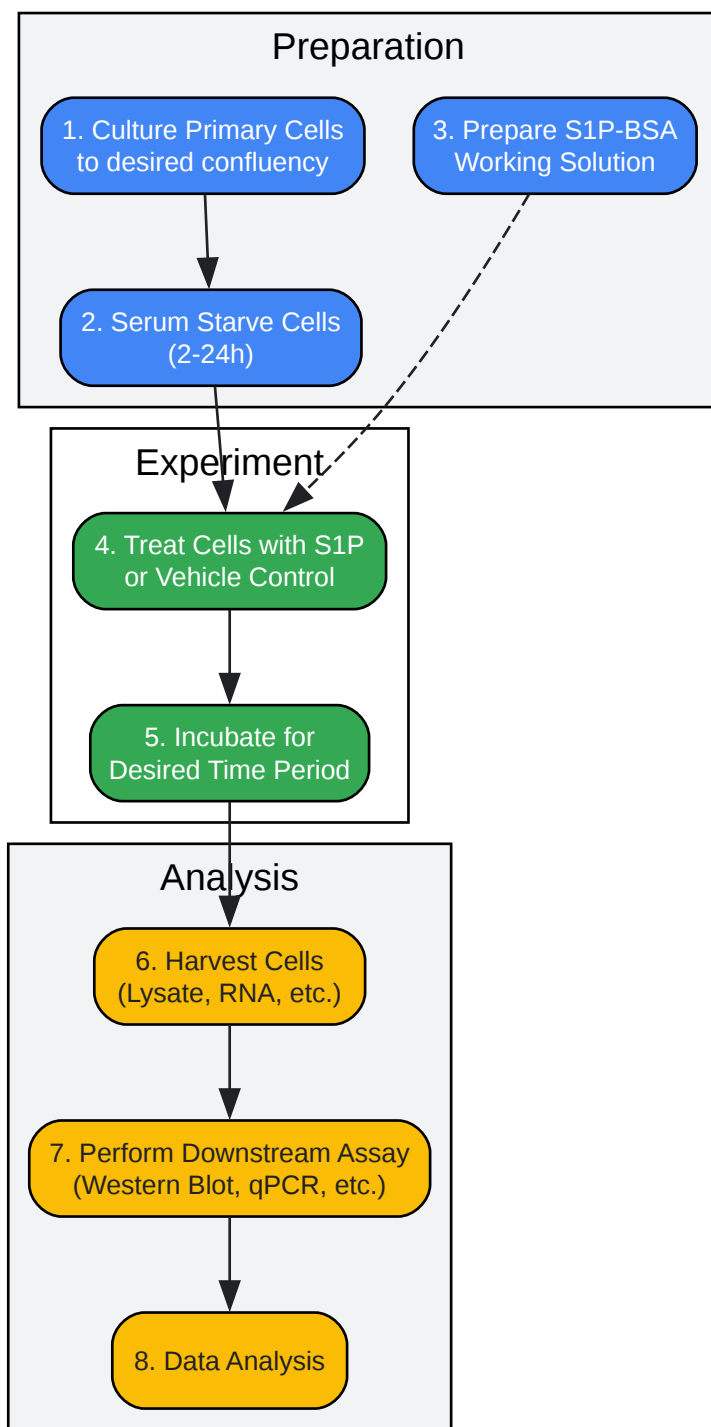 Preparation
1. Culture Primary Cells
to desired confluency
3. Prepare S1P-BSA
Working Solution
2. Serum Starve Cells
(2-24h)
Experiment
4. Treat Cells with S1P
or Vehicle Control
5. Incubate for
Desired Time Period
Analysis
6. Harvest Cells
(Lysate, RNA, etc.)
7. Perform Downstream Assay
(Western Blot, qPCR, etc.)
8. Data Analysis